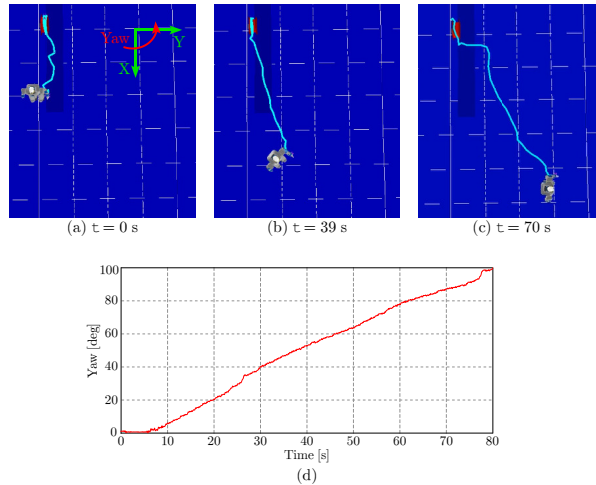 Yaw
Y
X
(a) t = 0 s
(b) t = 39 s
(c) t = 70 s
100
80
60
40
20
0
Yaw [deg]
0 10 20 30 40 50 60 70 80
Time [s]
(d)